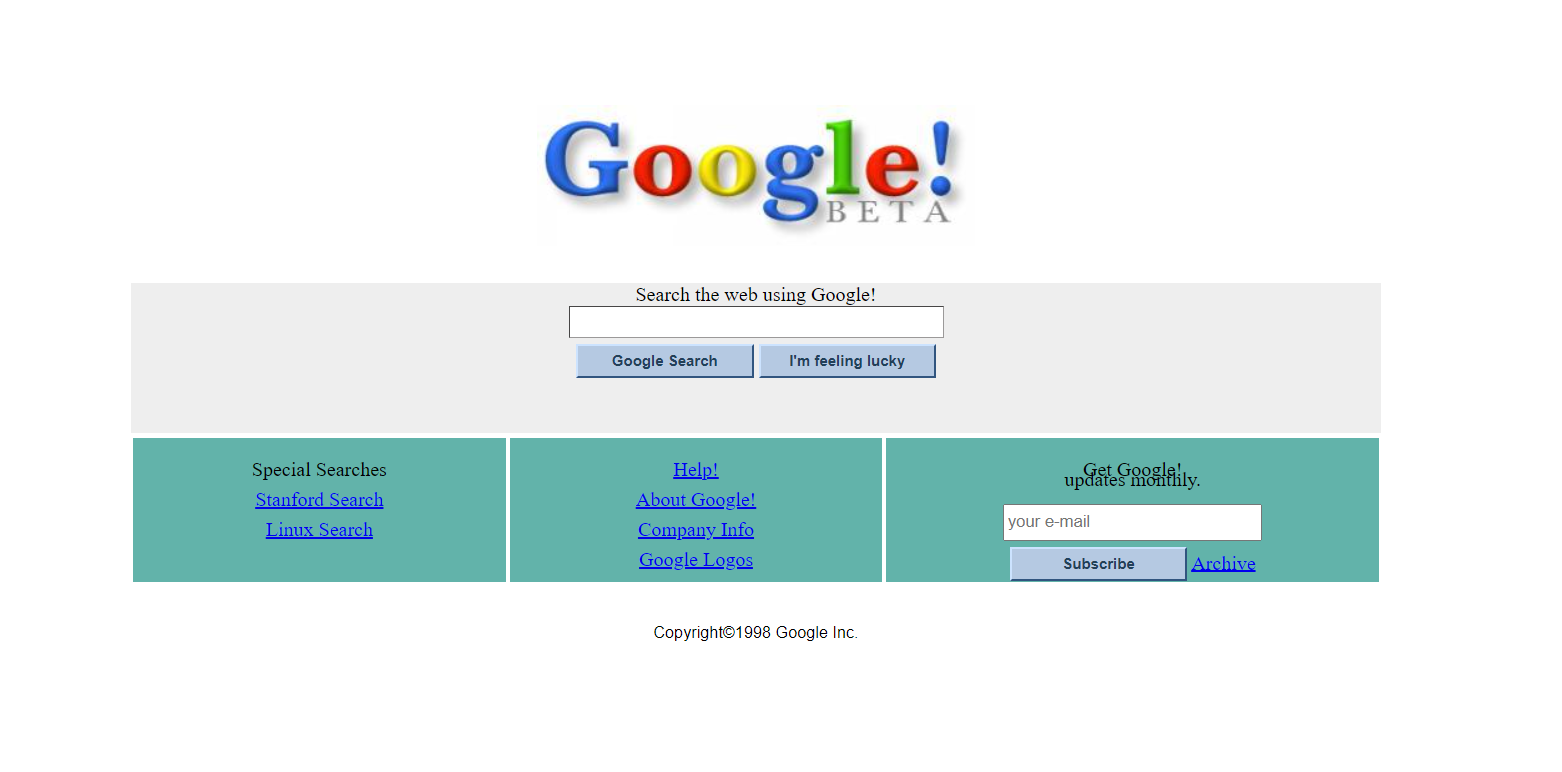 Google!
BETA
Search the web using Google!
Google Search I'm feeling lucky
Special Searches
Stanford Search
Linux Search
Help!
About Google!
Company Info
Google Logos
Get Google!
updates monthly.
your e-mail
Subscribe Archive
Copyright©1998 Google Inc.